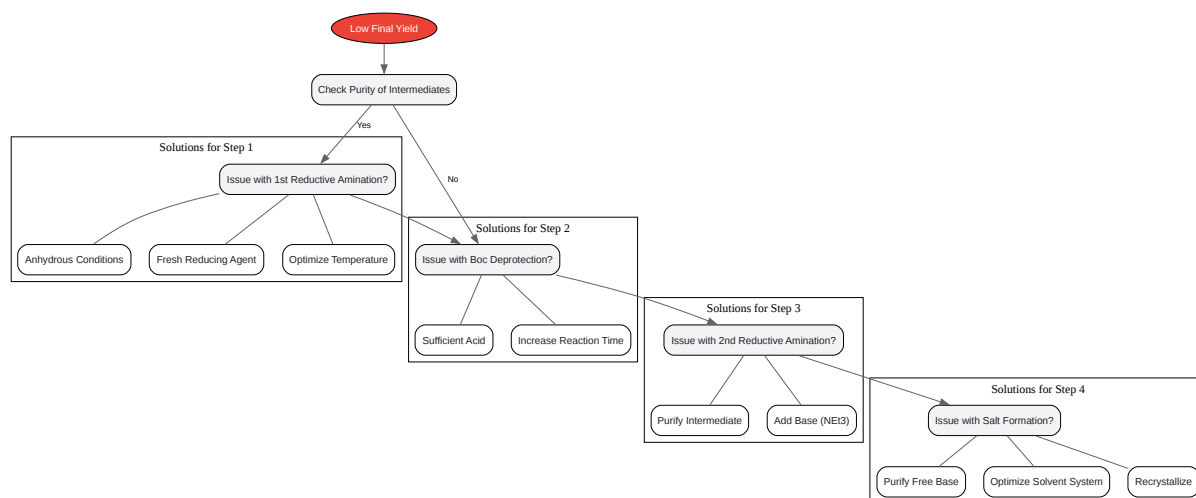 Low Final Yield
Check Purity of Intermediates
Yes
No
Solutions for Step 1
Issue with 1st Reductive Amination?
Anhydrous Conditions
Fresh Reducing Agent
Optimize Temperature
Solutions for Step 2
Issue with Boc Deprotection?
Sufficient Acid
Increase Reaction Time
Solutions for Step 3
Issue with 2nd Reductive Amination?
Purify Intermediate
Add Base (NEt3)
Solutions for Step 4
Issue with Salt Formation?
Purify Free Base
Optimize Solvent System
Recrystallize